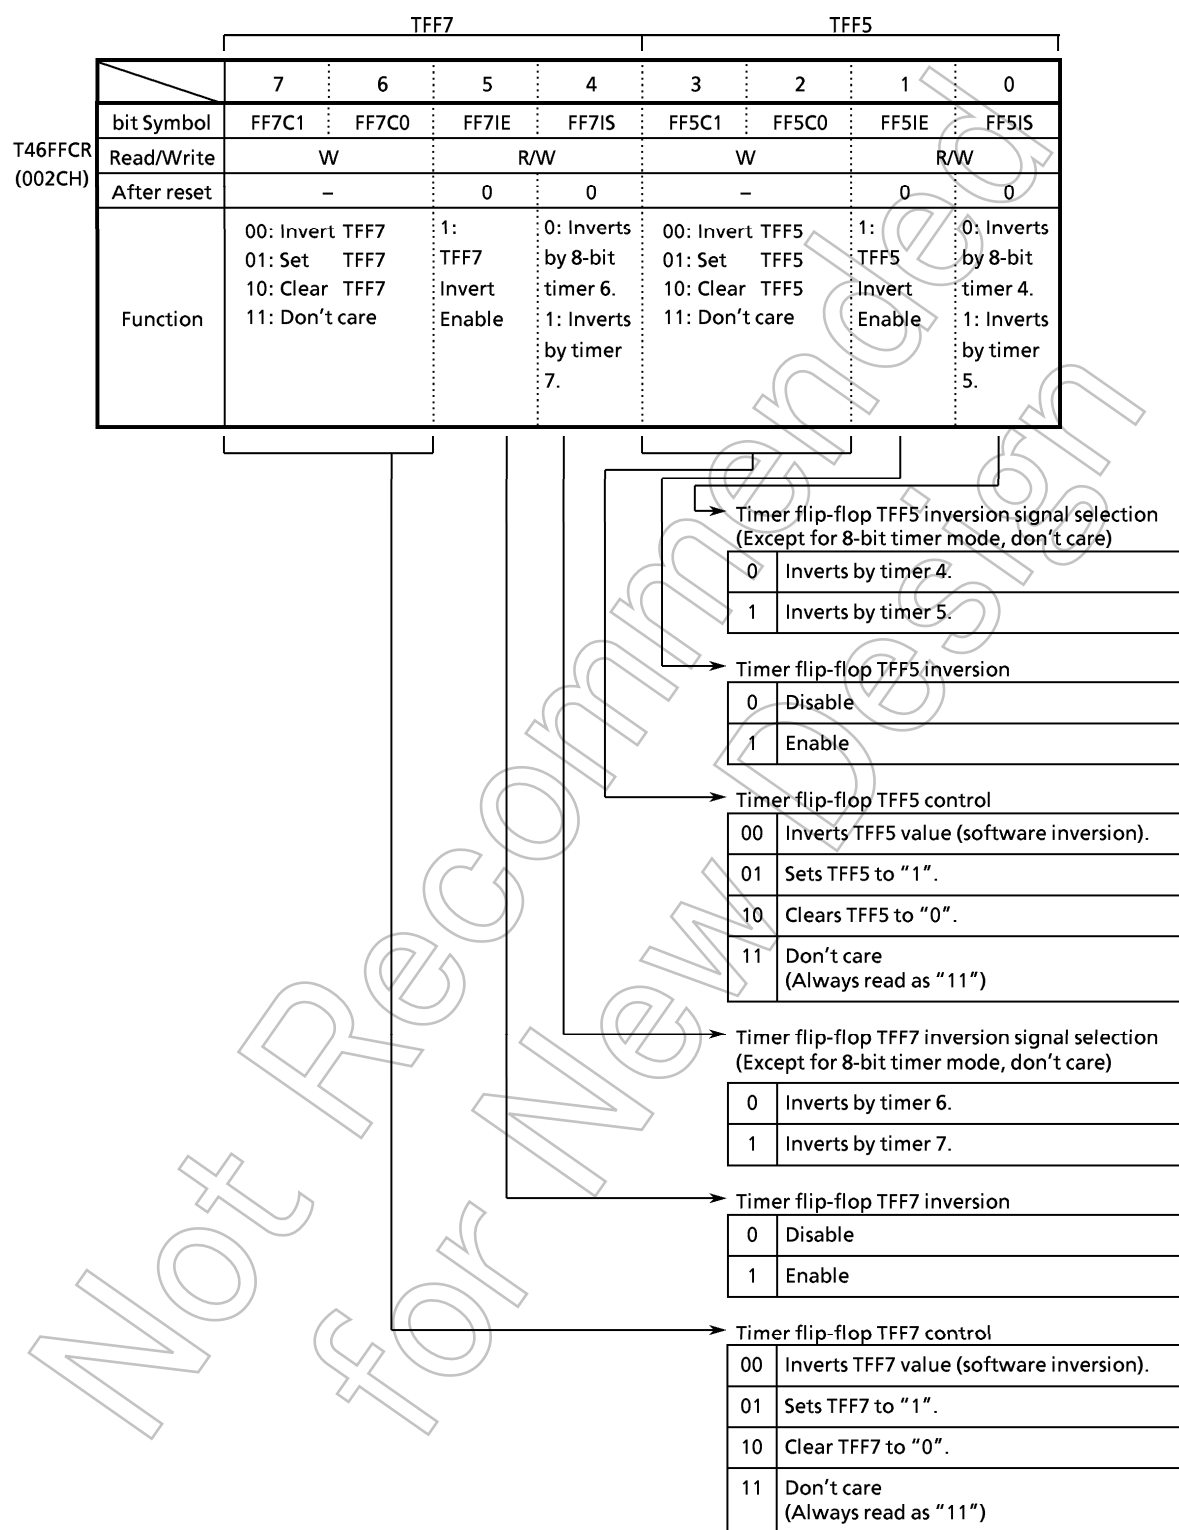 TFF7 TFF5
7 6 5 4 3 2 1 0
bit Symbol FF7C1 FF7C0 FF7IE FF7IS FF5C1 FF5C0 FF5IE FF5IS
T46FFCR
(002CH)
Read/Write W R/W W R/W
After reset – 0 0 – 0 0
Function
00: Invert TFF7
01: Set TFF7
10: Clear TFF7
11: Don't care
1:
TFF7
Invert
Enable
0: Inverts
by 8-bit
timer 6.
1: Inverts
by timer
7.
00: Invert TFF5
01: Set TFF5
10: Clear TFF5
11: Don't care
1:
TFF5
Invert
Enable
0: Inverts
by 8-bit
timer 4.
1: Inverts
by timer
5.
Timer flip-flop TFF5 inversion signal selection
(Except for 8-bit timer mode, don't care)
0 Inverts by timer 4.
1 Inverts by timer 5.
Timer flip-flop TFF5 inversion
0 Disable
1 Enable
Timer flip-flop TFF5 control
00 Inverts TFF5 value (software inversion).
01 Sets TFF5 to "1".
10 Clears TFF5 to "0".
11 Don't care
(Always read as "11")
Timer flip-flop TFF7 inversion signal selection
(Except for 8-bit timer mode, don't care)
0 Inverts by timer 6.
1 Inverts by timer 7.
Timer flip-flop TFF7 inversion
0 Disable
1 Enable
Timer flip-flop TFF7 control
00 Inverts TFF7 value (software inversion).
01 Sets TFF7 to "1".
10 Clear TFF7 to "0".
11 Don't care
(Always read as "11")
Not Recommended
for New Design